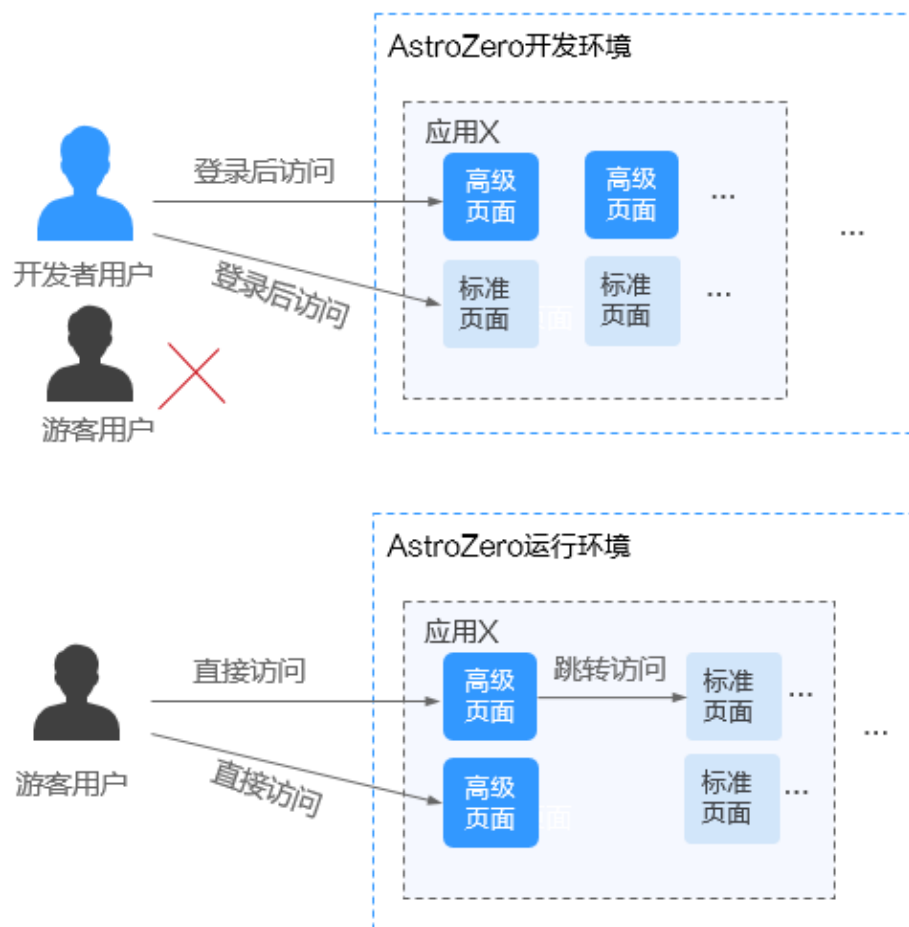 AstroZero开发环境
应用X
登录后访问
高级
页面
高级
页面
...
...
开发者用户
登录后访问
标准
页面
页面
标准
页面
...
游客用户
AstroZero运行环境
应用X
直接访问
高级
页面
跳转访问
标准
页面
...
...
游客用户
直接访问
高级
页面
页面
标准
页面
...